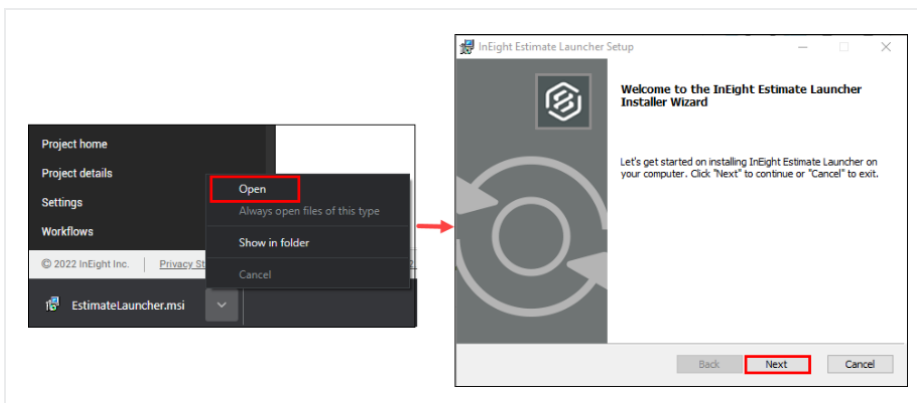 Project home
Project details
Settings
Workflows
© 2022 InEight Inc.
Privacy St
Open
Always open files of this type
Show in folder
Cancel
EstimateLauncher.msi
InEight Estimate Launcher Setup
Welcome to the InEight Estimate Launcher
Installer Wizard
Let's get started on installing InEight Estimate Launcher on
your computer. Click "Next" to continue or "Cancel" to exit.
Back
Next
Cancel